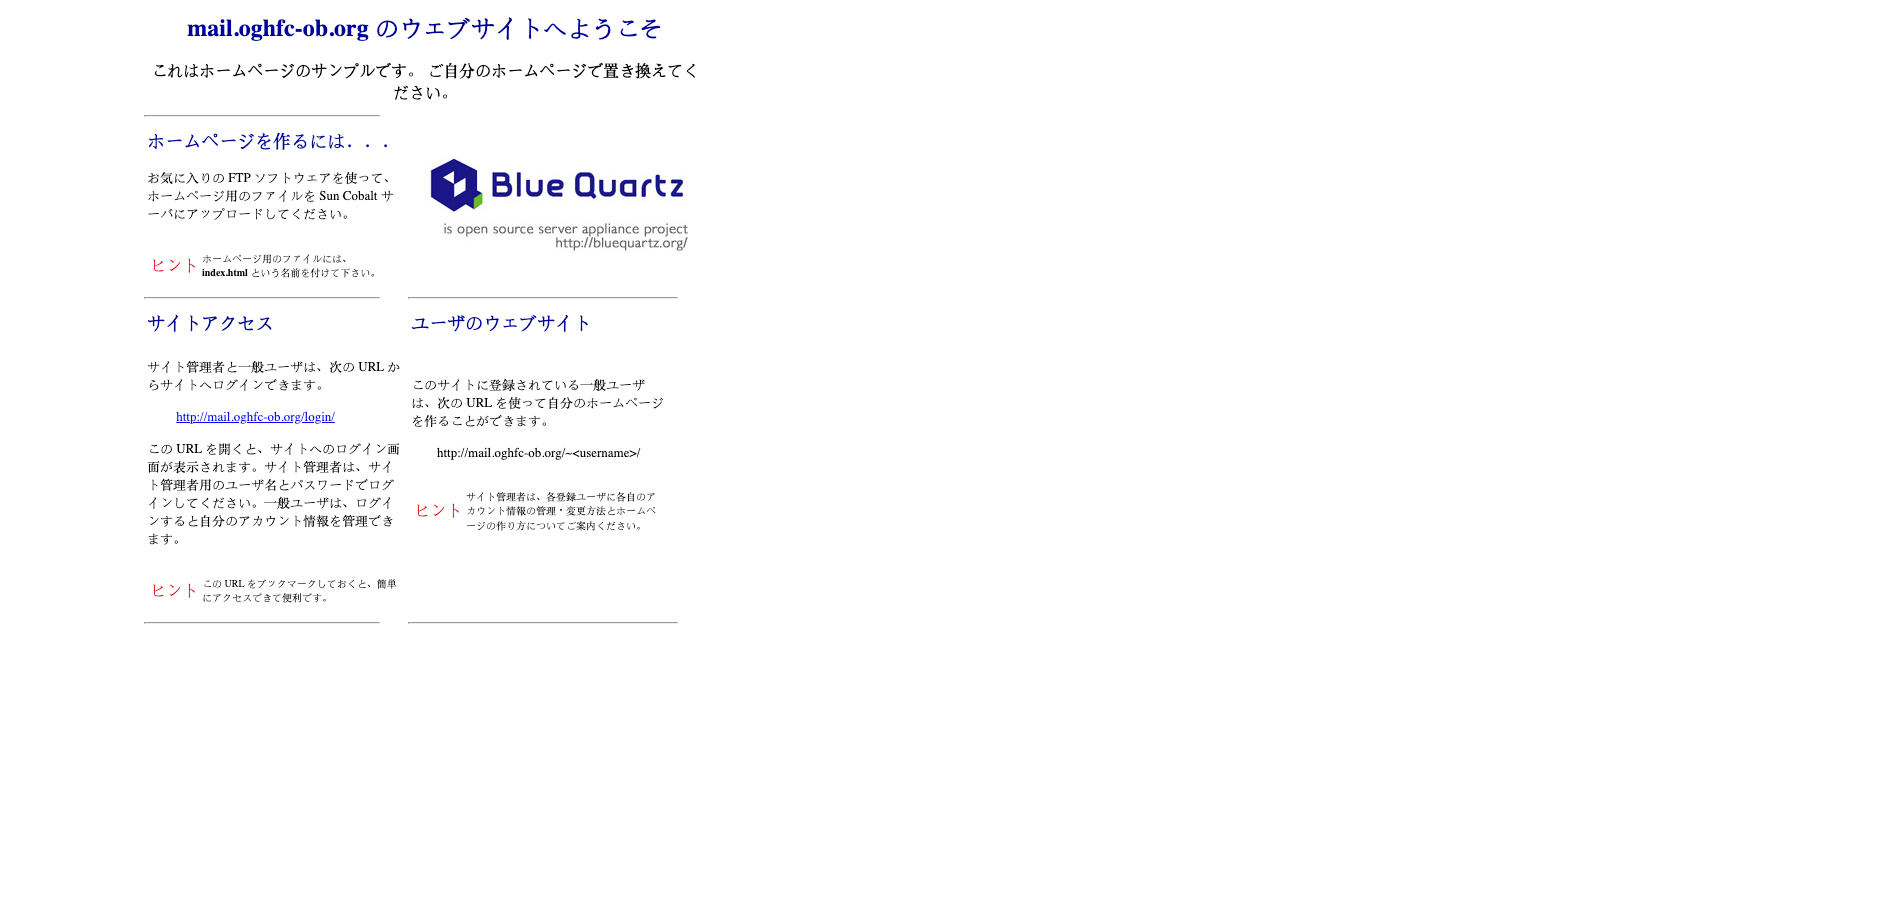 mail.oghfc-ob.org のウェブサイトへようこそ
これはホームページのサンプルです。 ご自分のホームページで置き換えてく
ださい。
ホームページを作るには．．．
お気に入りの FTP ソフトウェアを使って、
ホームページ用のファイルを Sun Cobalt サ
ーバにアップロードしてください。
ヒント
ホームページ用のファイルには、
index.html という名前を付けて下さい。
Blue Quartz
is open source server appliance project
http://bluequartz.org/
サイトアクセス
サイト管理者と一般ユーザは、次の URL か
らサイトへログインできます。
http://mail.oghfc-ob.org/login/
この URL を開くと、サイトへのログイン画
面が表示されます。サイト管理者は、サイ
ト管理者用のユーザ名とパスワードでログ
インしてください。一般ユーザは、ログイ
ンすると自分のアカウント情報を管理でき
ます。
ヒント
この URL をブックマークしておくと、簡単
にアクセスできて便利です。
ユーザのウェブサイト
このサイトに登録されている一般ユーザ
は、次の URL を使って自分のホームページ
を作ることができます。
http://mail.oghfc-ob.org/~<username>/
ヒント
サイト管理者は、各登録ユーザに各自のア
カウント情報の管理・変更方法とホームペ
ージの作り方についてご案内ください。